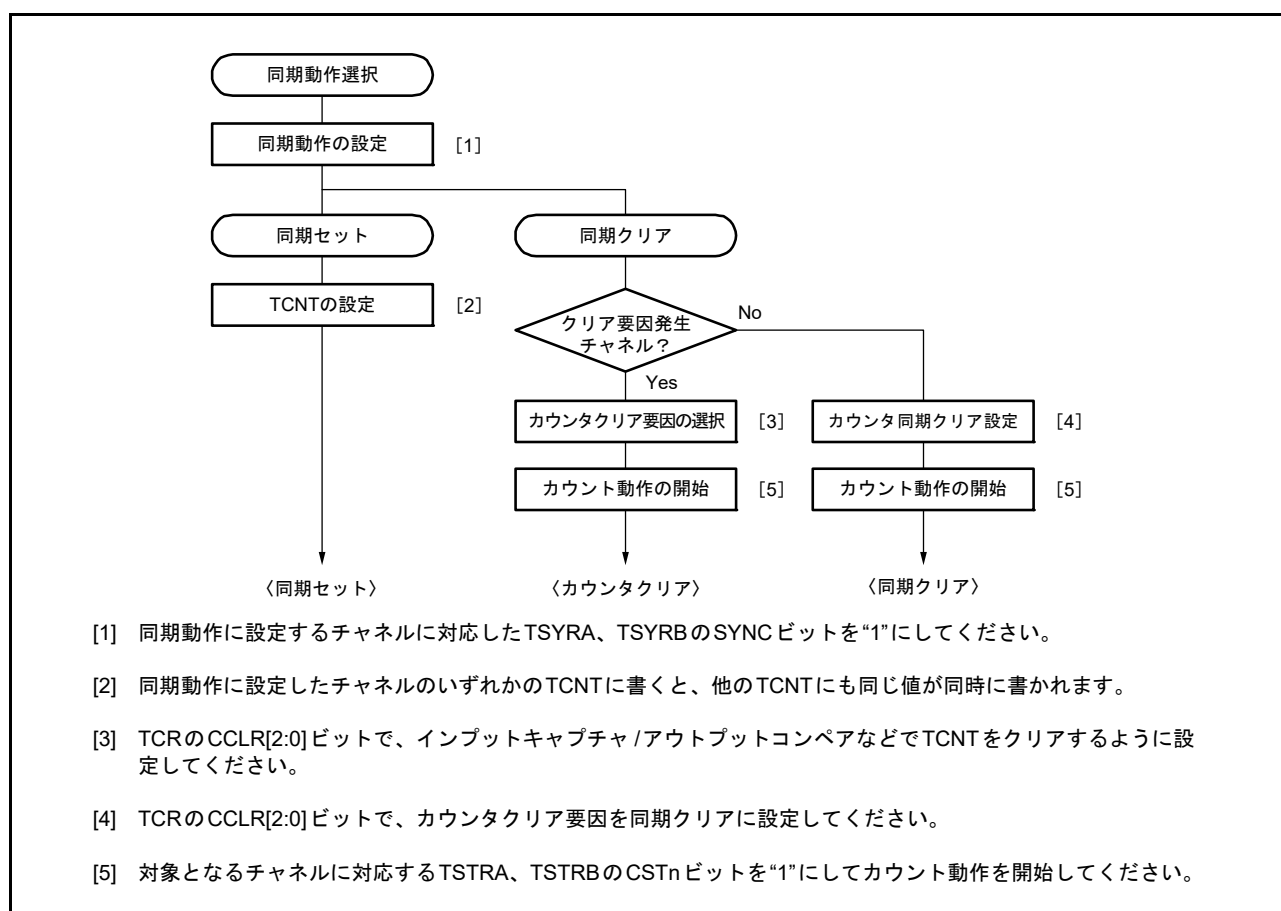 同期動作選択
同期動作の設定 [1]
同期セット 同期クリア
TCNTの設定 [2]
クリア要因発生
チャネル？
No
Yes
カウンタクリア要因の選択 [3] カウンタ同期クリア設定 [4]
カウント動作の開始 [5] カウント動作の開始 [5]
〈同期セット〉 〈カウンタクリア〉 〈同期クリア〉
[1] 同期動作に設定するチャネルに対応したTSYRA、TSYRBのSYNCビットを“1”にしてください。
[2] 同期動作に設定したチャネルのいずれかのTCNTに書くと、他のTCNTにも同じ値が同時に書かれます。
[3] TCRのCCLR[2:0]ビットで、インプットキャプチャ/アウトプットコンペアなどでTCNTをクリアするように設
定してください。
[4] TCRのCCLR[2:0]ビットで、カウンタクリア要因を同期クリアに設定してください。
[5] 対象となるチャネルに対応するTSTRA、TSTRBのCSTnビットを“1”にしてカウント動作を開始してください。